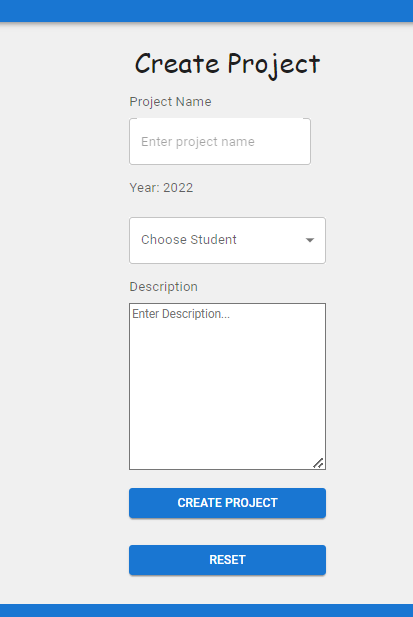 Create Project
Project Name
Enter project name
Year: 2022
Choose Student
Description
Enter Description...
CREATE PROJECT
RESET